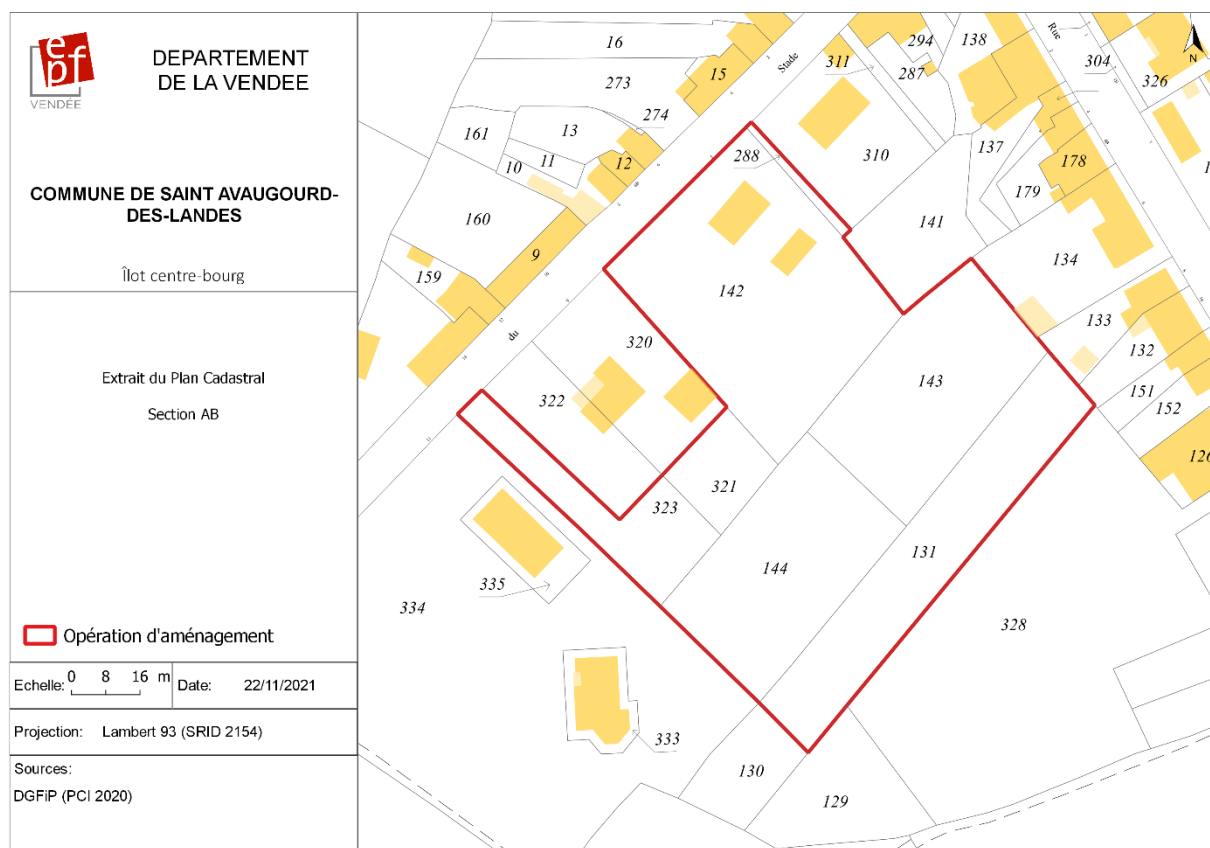 epf
VENDÉE
DEPARTEMENT
DE LA VENDEE
COMMUNE DE SAINT AVAUGOURD-
DES-LANDES
Îlot centre-bourg
Extrait du Plan Cadastral
Section AB
Opération d'aménagement
Echelle: 0 8 16 m
Date: 22/11/2021
Projection: Lambert 93 (SRID 2154)
Sources:
DGFiP (PCI 2020)
N
Rue
Stade
du
16
273
274
15
311
294
287
138
304
326
161
13
10
11
12
288
310
137
178
179
160
141
9
159
134
142
320
133
132
143
322
151
152
126
323
321
131
335
144
334
328
333
130
129